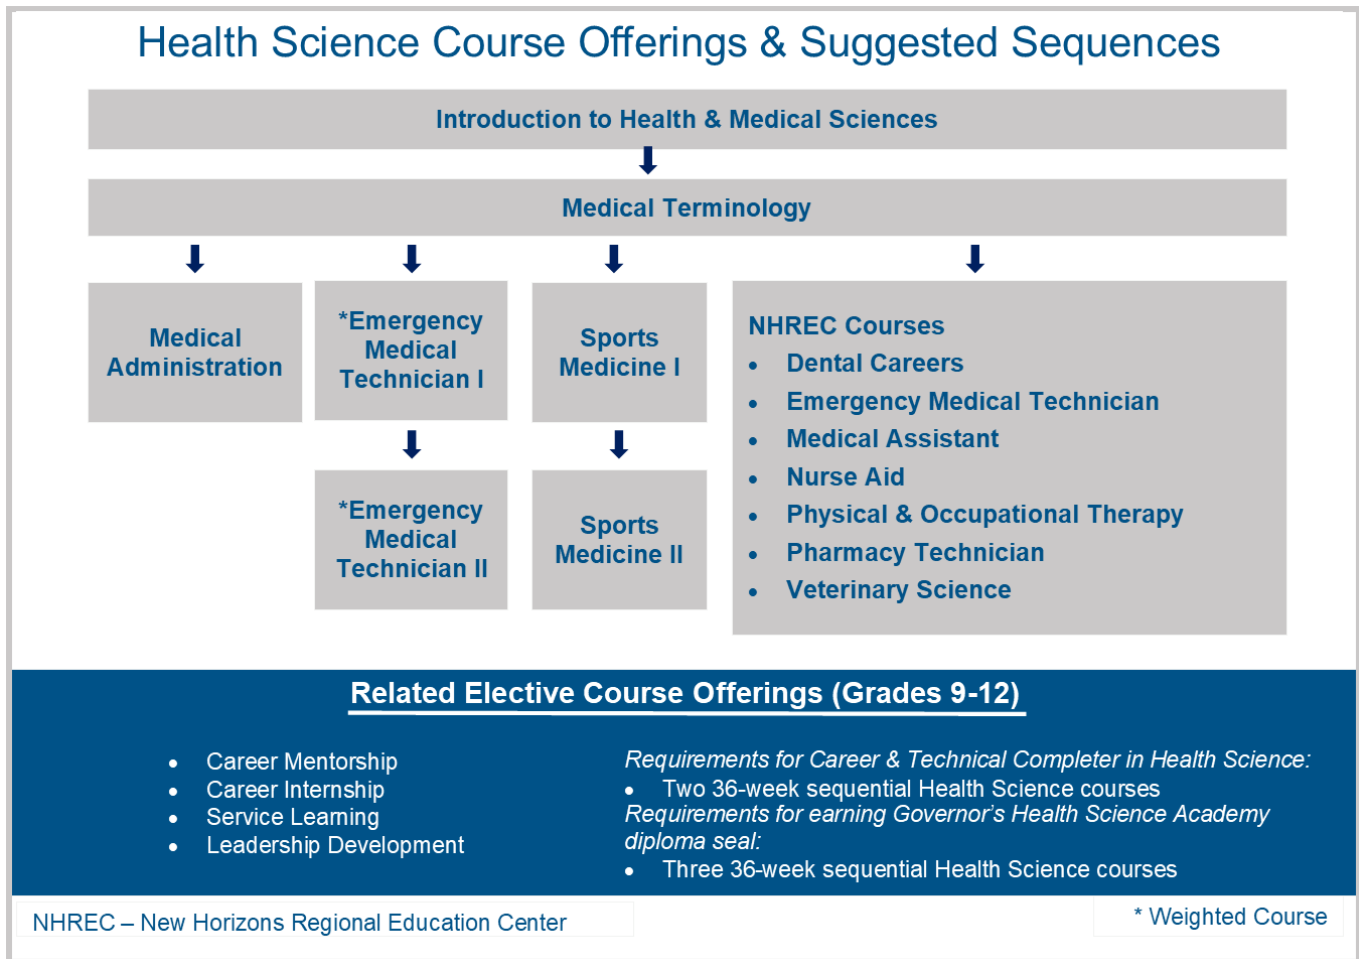 Health Science Course Offerings & Suggested Sequences
Introduction to Health & Medical Sciences
Medical Terminology
Medical
Administration
*Emergency
Medical
Technician I
Sports
Medicine I
*Emergency
Medical
Technician II
Sports
Medicine II
NHREC Courses
• Dental Careers
• Emergency Medical Technician
• Medical Assistant
• Nurse Aid
• Physical & Occupational Therapy
• Pharmacy Technician
• Veterinary Science
Related Elective Course Offerings (Grades 9-12)
• Career Mentorship
• Career Internship
• Service Learning
• Leadership Development
Requirements for Career & Technical Completer in Health Science:
• Two 36-week sequential Health Science courses
Requirements for earning Governor’s Health Science Academy
diploma seal:
• Three 36-week sequential Health Science courses
NHREC – New Horizons Regional Education Center
* Weighted Course